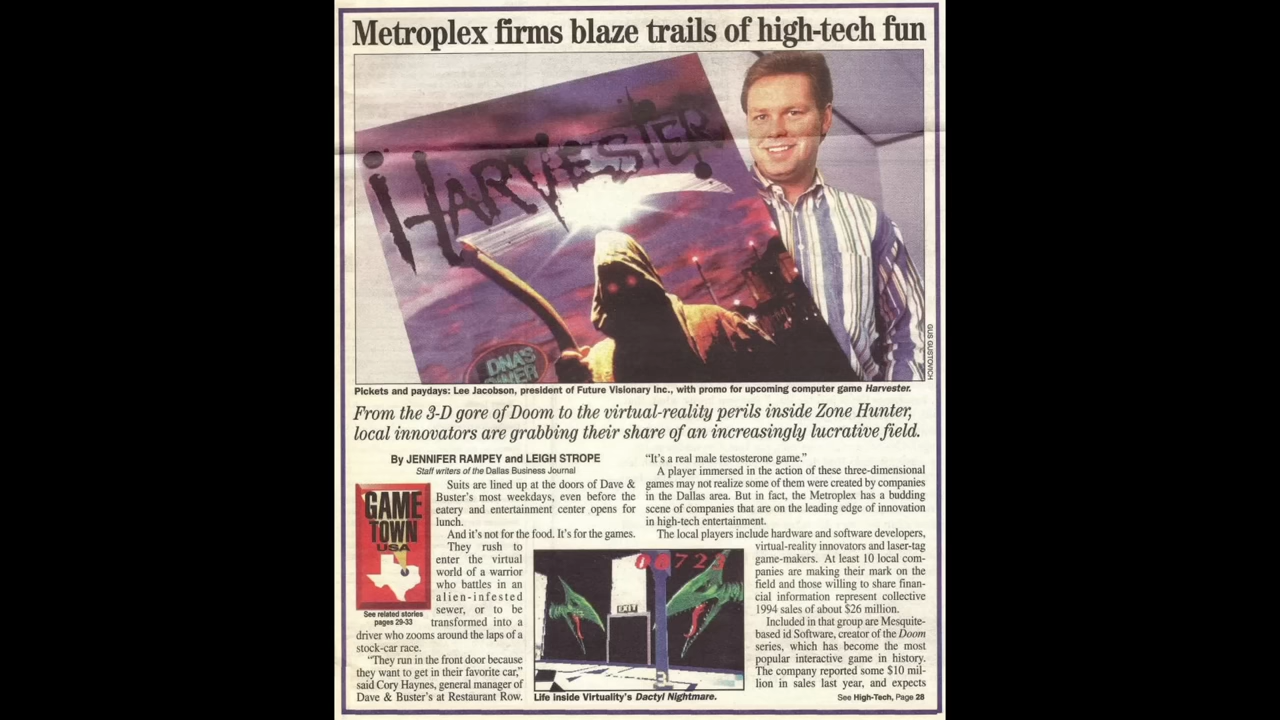 Metroplex firms blaze trails of high-tech fun
HARVESTER
DNA'S
GUS GUSTOVICH
Pickets and paydays: Lee Jacobson, president of Future Visionary Inc., with promo for upcoming computer game Harvester.
From the 3-D gore of Doom to the virtual-reality perils inside Zone Hunter,
local innovators are grabbing their share of an increasingly lucrative field.
By JENNIFER RAMPEY and LEIGH STROPE
Staff writers of the Dallas Business Journal
GAME
TOWN
USA
See related stories
pages 29-33
Suits are lined up at the doors of Dave &
Buster's most weekdays, even before the
eatery and entertainment center opens for
lunch.
And it's not for the food. It's for the games.
They rush to
enter the virtual
world of a warrior
who battles in an
alien-infested
sewer, or to be
transformed into a
driver who zooms around the laps of a
stock-car race.
"They run in the front door because
they want to get in their favorite car,"
said Cory Haynes, general manager of
Dave & Buster's at Restaurant Row.
EXIT
Life inside Virtuality's Dactyl Nightmare.
"It's a real male testosterone game."
A player immersed in the action of these three-dimensional
games may not realize some of them were created by companies
in the Dallas area. But in fact, the Metroplex has a budding
scene of companies that are on the leading edge of innovation
in high-tech entertainment.
The local players include hardware and software developers,
virtual-reality innovators and laser-tag
game-makers. At least 10 local com-
panies are making their mark on the
field and those willing to share finan-
cial information represent collective
1994 sales of about $26 million.
Included in that group are Mesquite-
based id Software, creator of the Doom
series, which has become the most
popular interactive game in history.
The company reported some $10 mil-
lion in sales last year, and expects
See High-Tech, Page 28